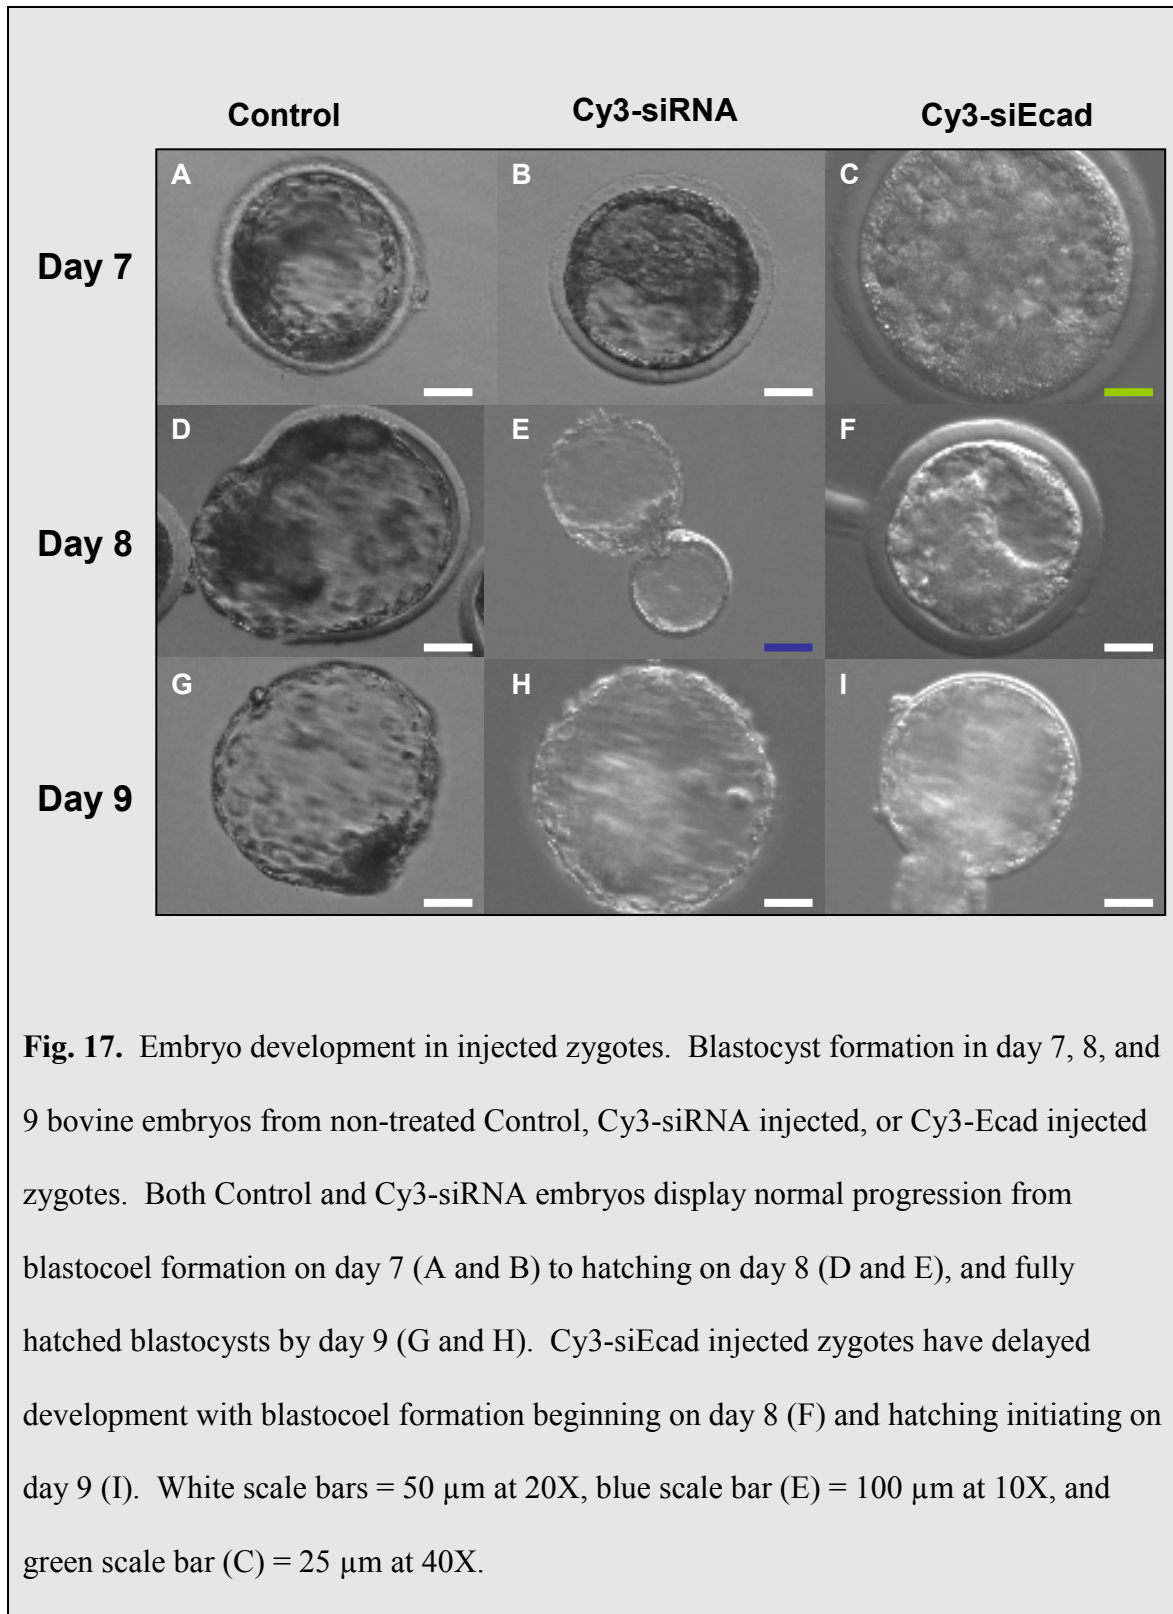 Control Cy3-siRNA Cy3-siEcad
A B C
Day 7
D E F
Day 8
G H I
Day 9
Fig. 17. Embryo development in injected zygotes. Blastocyst formation in day 7, 8, and
9 bovine embryos from non-treated Control, Cy3-siRNA injected, or Cy3-Ecad injected
zygotes. Both Control and Cy3-siRNA embryos display normal progression from
blastocoel formation on day 7 (A and B) to hatching on day 8 (D and E), and fully
hatched blastocysts by day 9 (G and H). Cy3-siEcad injected zygotes have delayed
development with blastocoel formation beginning on day 8 (F) and hatching initiating on
day 9 (I). White scale bars = 50 µm at 20X, blue scale bar (E) = 100 µm at 10X, and
green scale bar (C) = 25 µm at 40X.